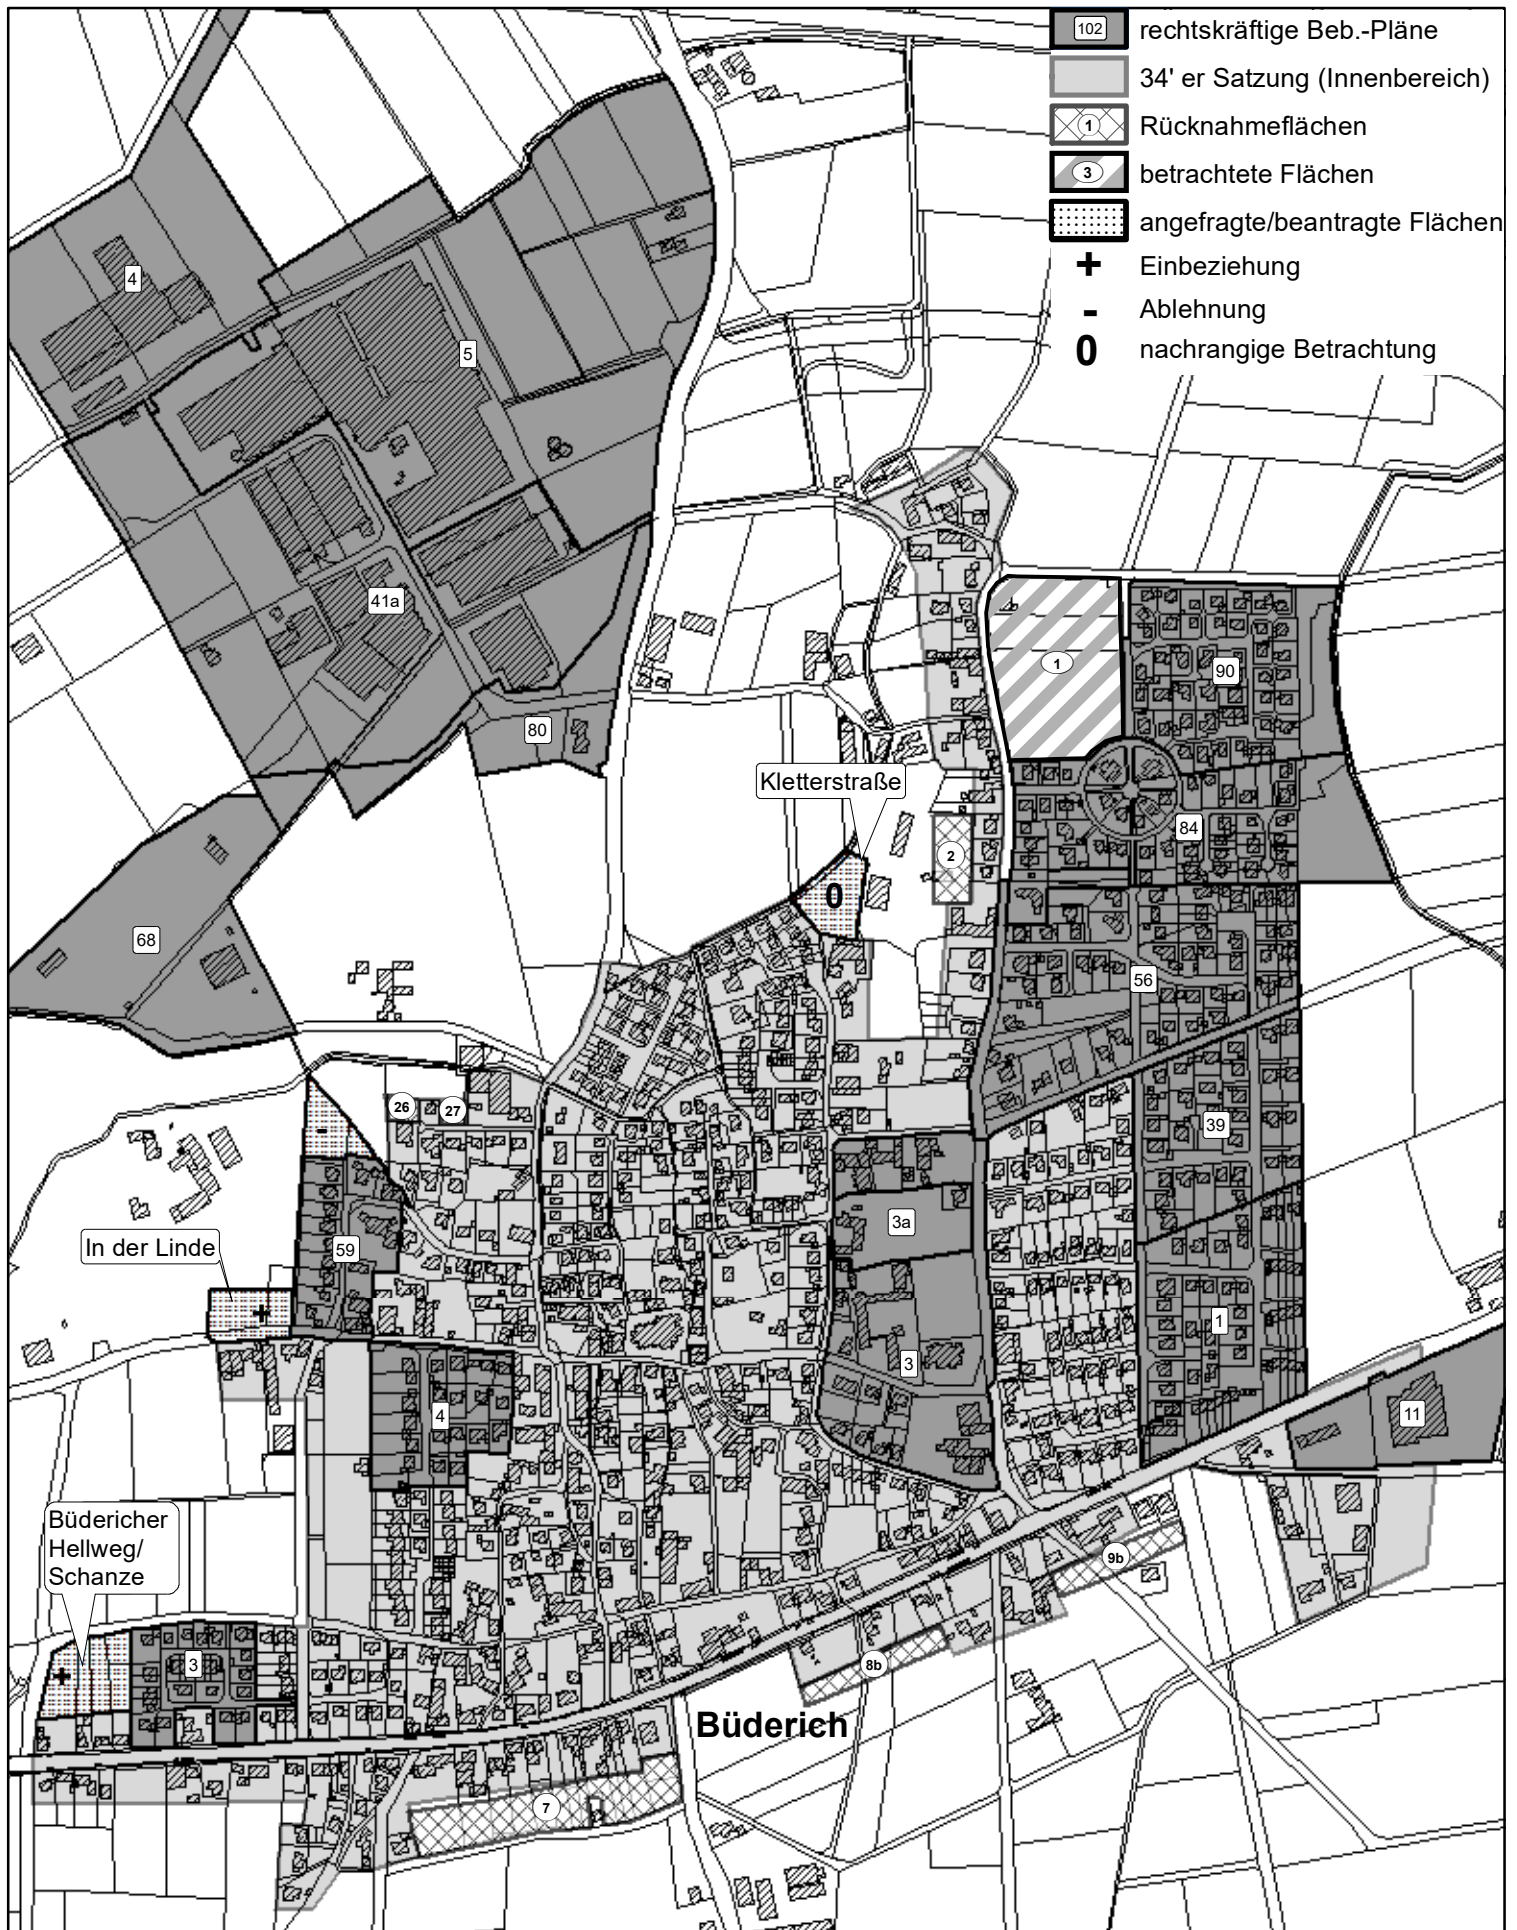 102 rechtskräftige Beb.-Pläne
34' er Satzung (Innenbereich)
1 Rücknahmeflächen
3 betrachtete Flächen
angefragte/beantragte Flächen
+ Einbeziehung
- Ablehnung
0 nachrangige Betrachtung
4
5
41a
1
90
80
Kletterstraße
84
2
0
68
56
26
27
39
-
3a
In der Linde
59
+
1
3
4
11
Büdericher
Hellweg/
Schanze
9b
3
8b
+
Büderich
7